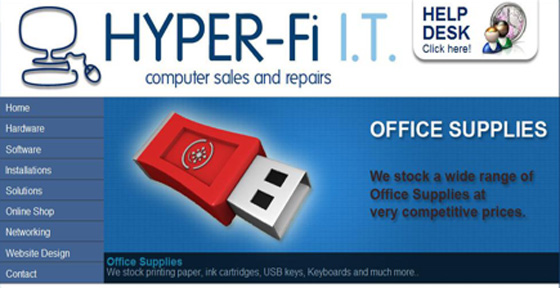 HYPER-Fi I.T.
computer sales and repairs
HELP
DESK
Click here!
Home
Hardware
Software
Installations
Solutions
Online Shop
Networking
Website Design
Contact
OFFICE SUPPLIES
We stock a wide range of
Office Supplies at
very competitive prices.
Office Supplies
We stock printing paper, ink cartridges, USB keys, Keyboards and much more..